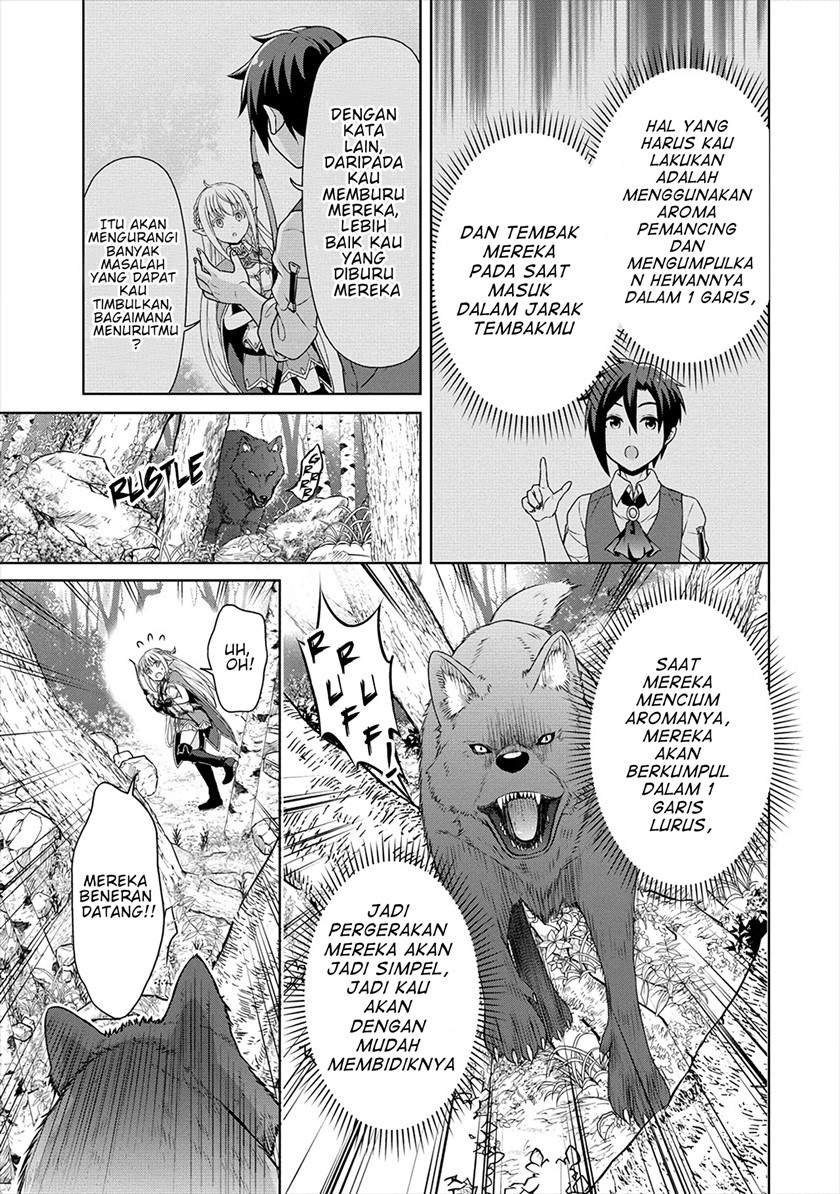 HAL YANG
HARUS KAU
LAKUKAN
ADALAH
MENGGUNAKAN
AROMA
PEMANCING
DAN
MENGUMPULKA
N HEWANNYA
DALAM 1 GARIS,
DAN TEMBAK
MEREKA
PADA SAAT
MASUK
DALAM JARAK
TEMBAKMU
DENGAN
KATA
LAIN,
DARIPADA
KAU
MEMBURU
MEREKA,
LEBIH
BAIK KAU
YANG
DIBURU
MEREKA
ITU AKAN
MENGURANGI
BANYAK
MASALAH
YANG DAPAT
KAU
TIMBULKAN,
BAGAIMANA
MENURUTMU
?
GRRRR
RUSTLE
SAAT
MEREKA
MENCIUM
AROMANYA,
MEREKA
AKAN
BERKUMPUL
DALAM 1
GARIS
LURUS,
RUFF
RUFF!
JADI
PERGERAKAN
MEREKA AKAN
JADI SIMPEL,
JADI KAU
AKAN
DENGAN
MUDAH
MEMBIDIKNYA
UH,
OH!
MEREKA
BENERAN
DATANG!!